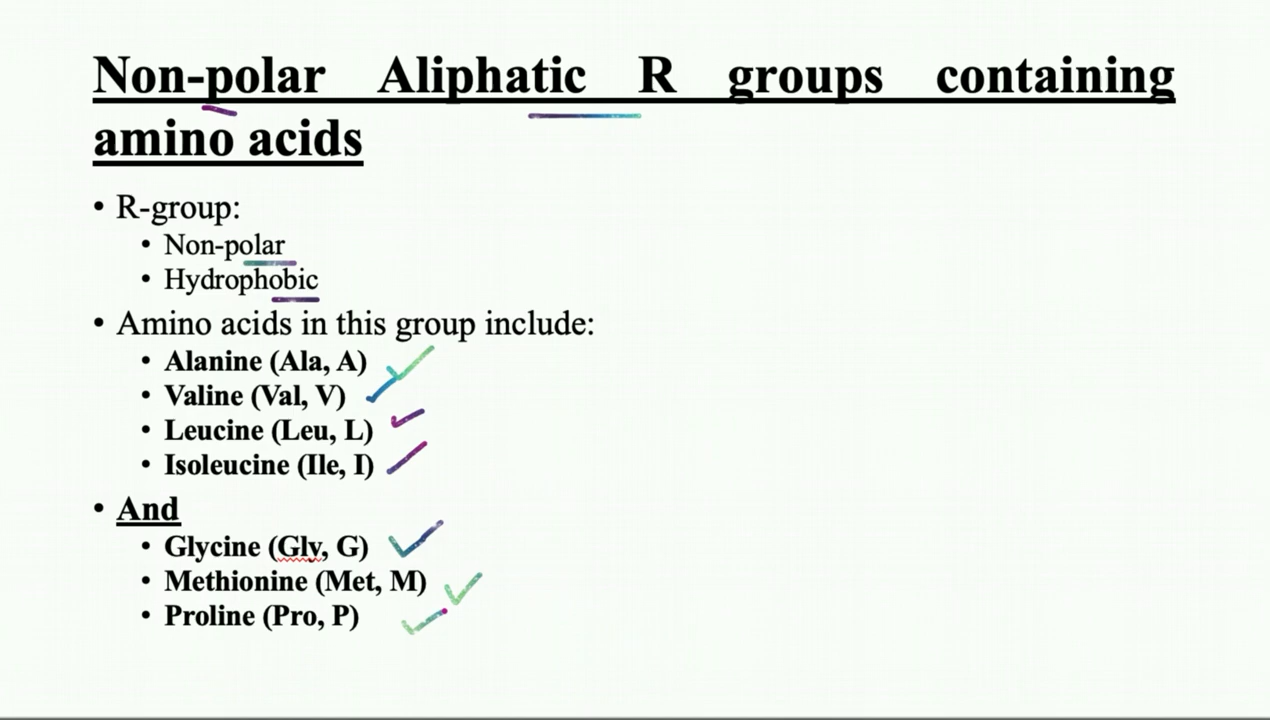 Non-polar Aliphatic R groups containing
amino acids
• R-group:
• Non-polar
• Hydrophobic
• Amino acids in this group include:
• Alanine (Ala, A)
• Valine (Val, V)
• Leucine (Leu, L)
• Isoleucine (Ile, I)
• And
• Glycine (Gly, G)
• Methionine (Met, M)
• Proline (Pro, P)